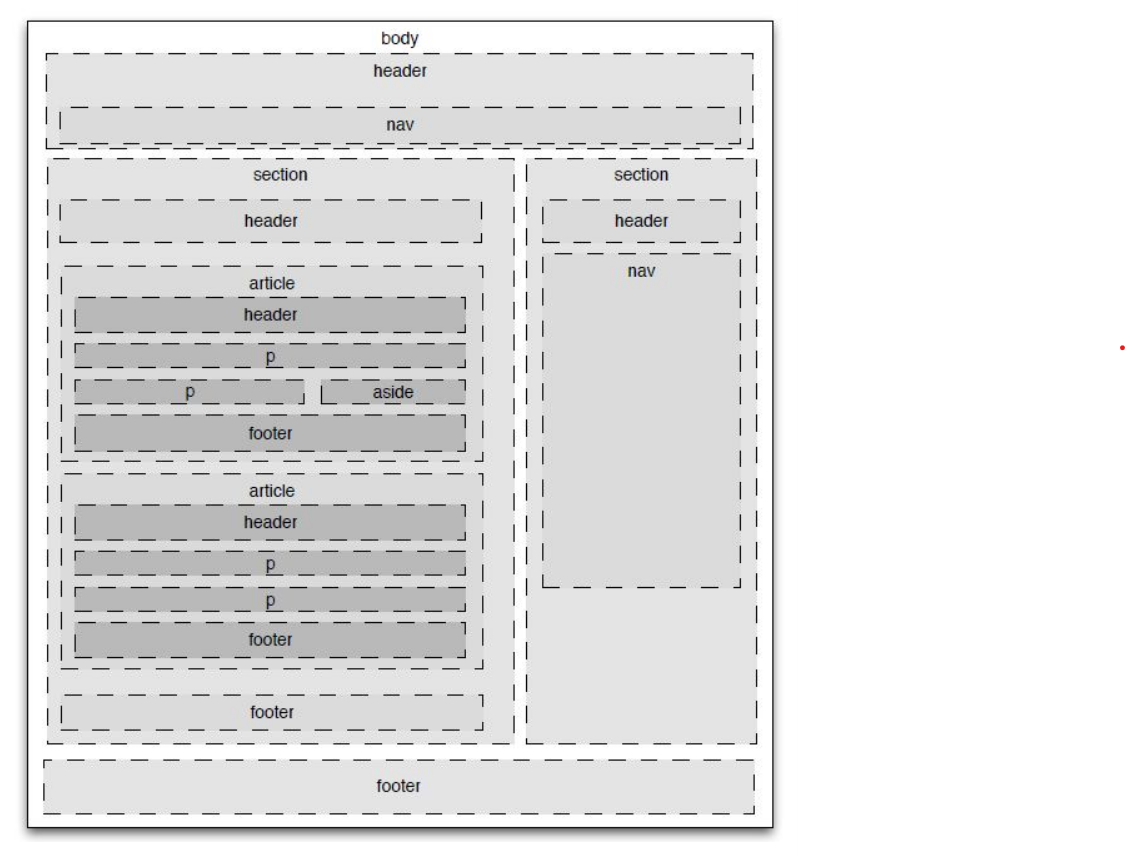 body
header
nav
section
header
article
header
p
p
aside
footer
article
header
p
p
footer
footer
section
header
nav
footer